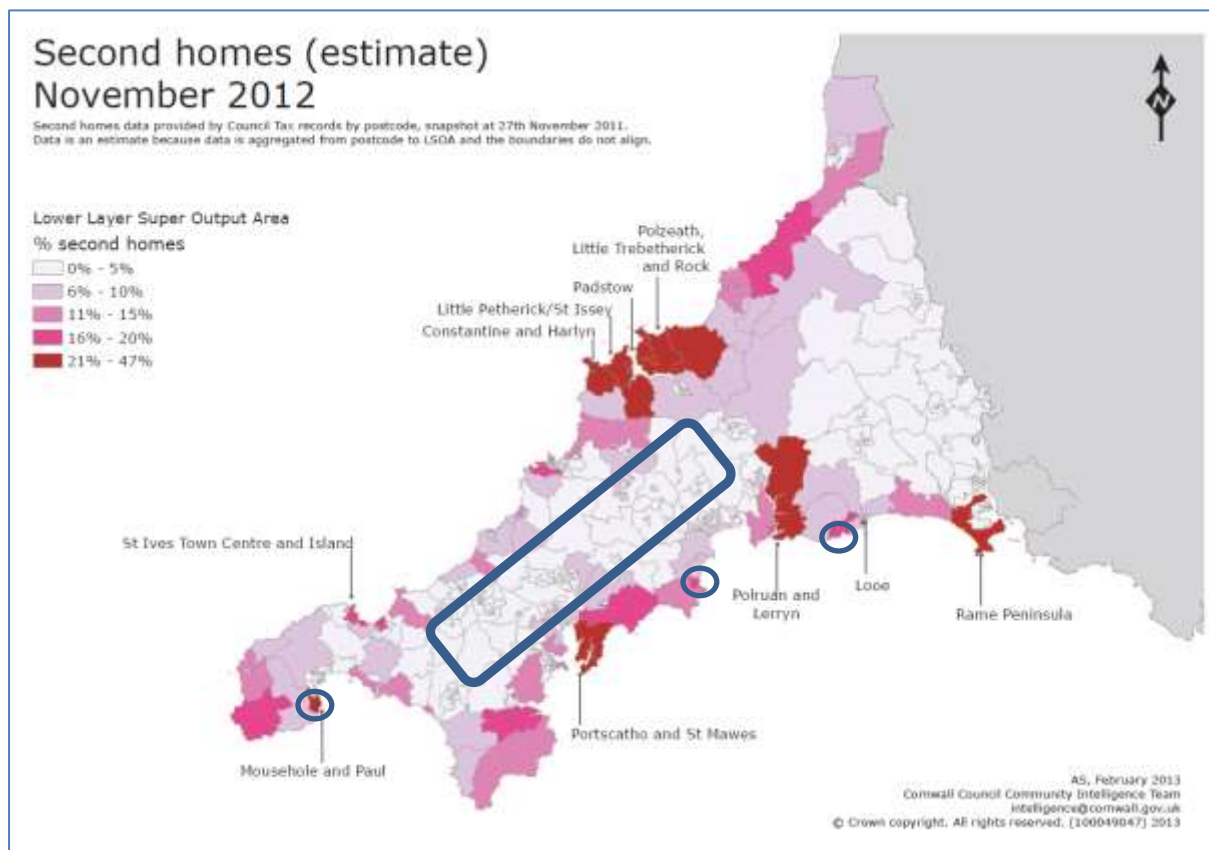 Second homes (estimate)
November 2012
Second homes data provided by Council Tax records by postcode, snapshot at 27th November 2011.
Data is an estimate because data is aggregated from postcode to LSOA and the boundaries do not align.
N
Lower Layer Super Output Area
% second homes
0% - 5%
6% - 10%
11% - 15%
16% - 20%
21% - 47%
Polzeath,
Little Trebetherick
and Rock
Padstow
Little Petherick/St Issey
Constantine and Harlyn
St Ives Town Centre and Island
Polruan and
Lerryn
Looe
Rame Peninsula
Portscatho and St Mawes
Mousehole and Paul
AS, February 2013
Cornwall Council Community Intelligence Team
intelligence@cornwall.gov.uk
© Crown copyright. All rights reserved. (100049047) 2013